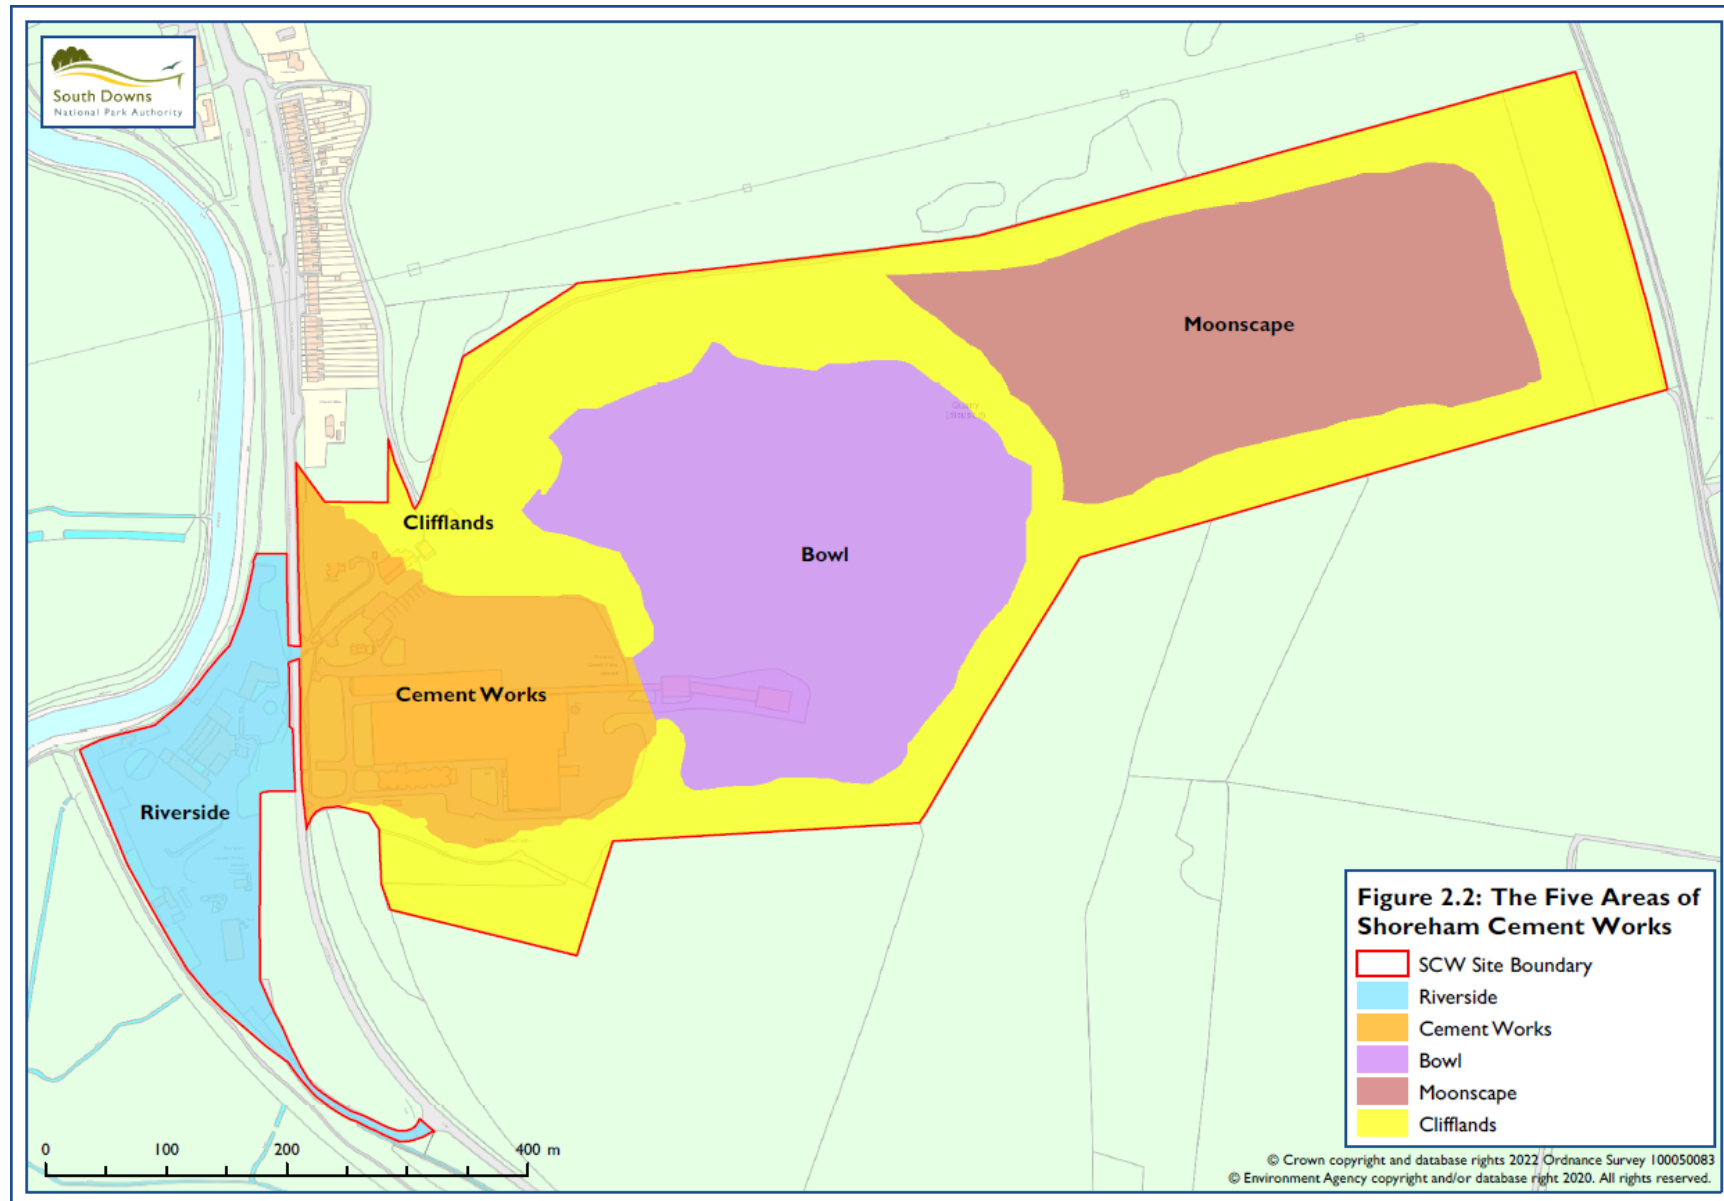 South Downs
National Park Authority
Moonscape
Clifflands
Bowl
Cement Works
Riverside
Figure 2.2: The Five Areas of
Shoreham Cement Works
SCW Site Boundary
Riverside
Cement Works
Bowl
Moonscape
Clifflands
0 100 200 400 m
© Crown copyright and database rights 2022 Ordnance Survey 100050083
© Environment Agency copyright and/or database right 2020. All rights reserved.